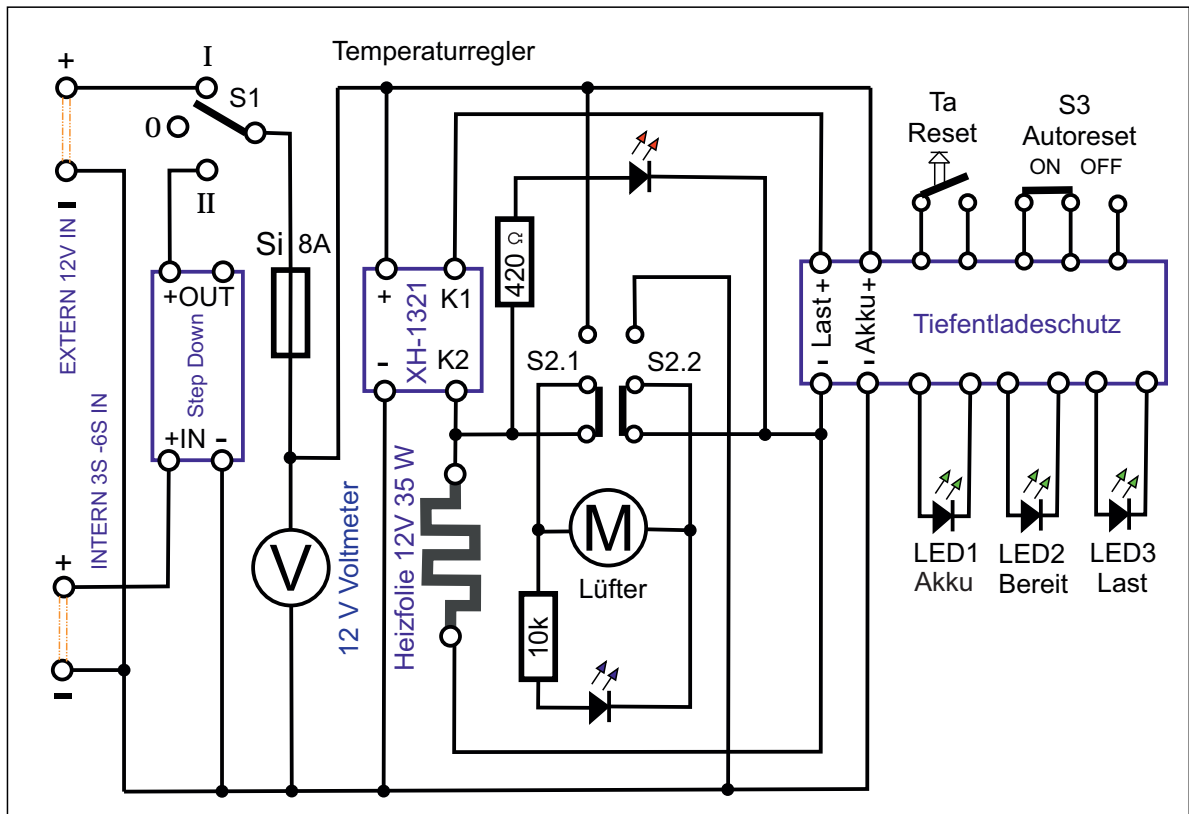 Temperaturregler
+
I
S1
0
II
-
EXTERN 12V IN
Si 8A
+OUT
Step Down
+IN -
INTERN 3S -6S IN
+
-
V
12 V Voltmeter
+ K1
XH-1321
- K2
Heizfolie 12V 35 W
420 Ω
S2.1
S2.2
M
Lüfter
10k
Ta
Reset
S3
Autoreset
ON OFF
- Last +
- Akku +
Tiefentladeschutz
LED1
Akku
LED2
Bereit
LED3
Last